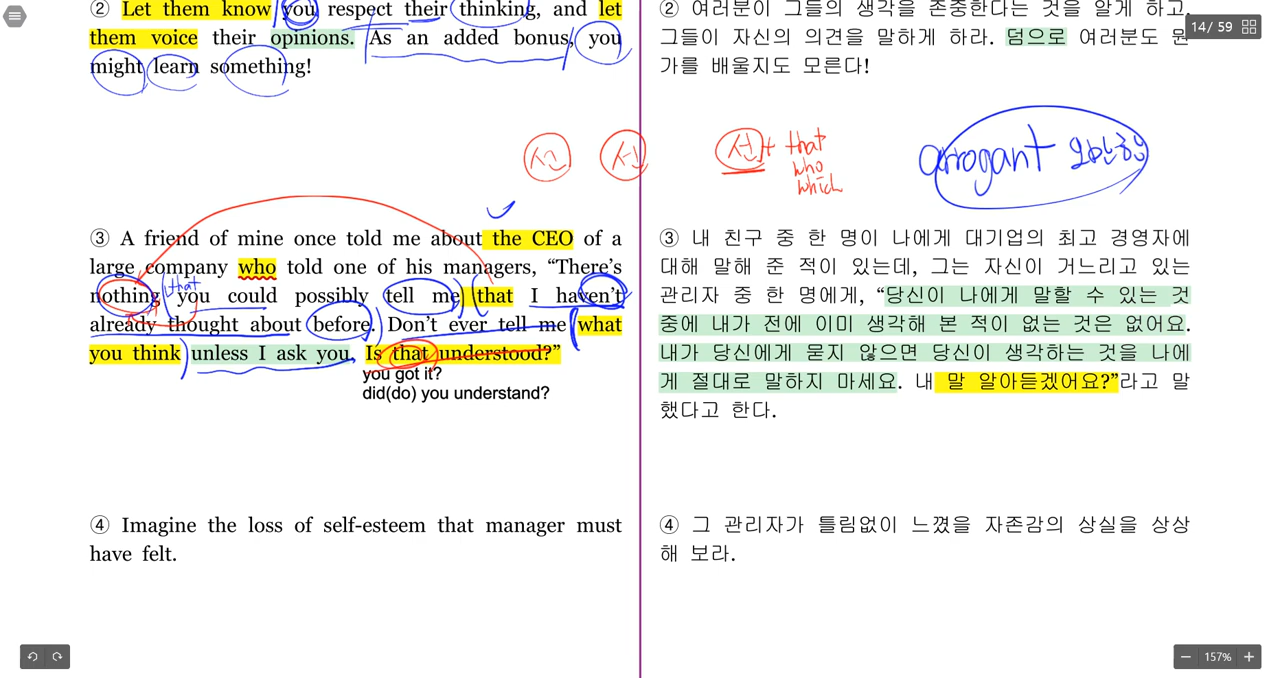 ② Let them know you respect their thinking, and let
them voice their opinions. As an added bonus, you
might learn something!
② 여러분이 그들의 생각을 존중한다는 것을 알게 하고,
그들이 자신의 의견을 말하게 하라. 덤으로 여러분도 뭔
가를 배울지도 모른다!
14 / 59
선 선 선 + that
who
which
arrogant 오만한
③ A friend of mine once told me about the CEO of a
large company who told one of his managers, “There’s
that
nothing you could possibly tell me that I haven’t
already thought about before. Don’t ever tell me what
you think unless I ask you. Is that understood?”
you got it?
did(do) you understand?
③ 내 친구 중 한 명이 나에게 대기업의 최고 경영자에
대해 말해 준 적이 있는데, 그는 자신이 거느리고 있는
관리자 중 한 명에게, “당신이 나에게 말할 수 있는 것
중에 내가 전에 이미 생각해 본 적이 없는 것은 없어요.
내가 당신에게 묻지 않으면 당신이 생각하는 것을 나에
게 절대로 말하지 마세요. 내 말 알아듣겠어요?”라고 말
했다고 한다.
④ Imagine the loss of self-esteem that manager must
have felt.
④ 그 관리자가 틀림없이 느꼈을 자존감의 상실을 상상
해 보라.
157%